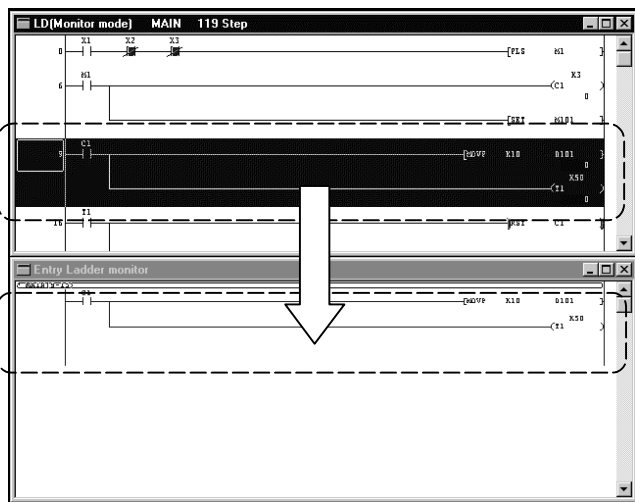 LD(Monitor mode) MAIN 119 Step
X1 X2 X3
0 [PLS M1 ]
M1 X3
6 (C1 )
0
[SET M101 ]
C1
9 [MOVP K10 D101 ]
0
X50
(T1 )
0
T1
16 [RST C1 ]
Entry Ladder monitor
C1
[MOVP K10 D101 ]
X50
(T1 )